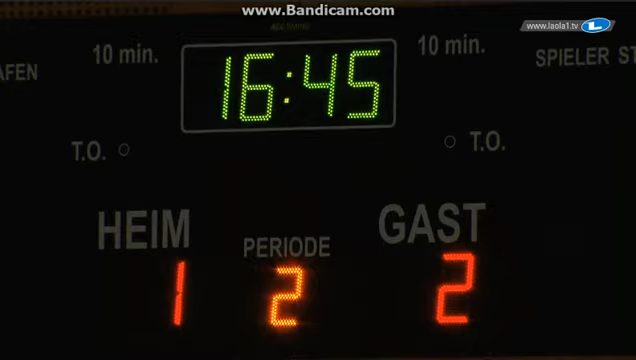 www.Bandicam.com
www.laola1.tv L
10 min.
16:45
10 min.
AFEN
SPIELER ST
T.O.
T.O.
HEIM
PERIODE
GAST
1
2
2